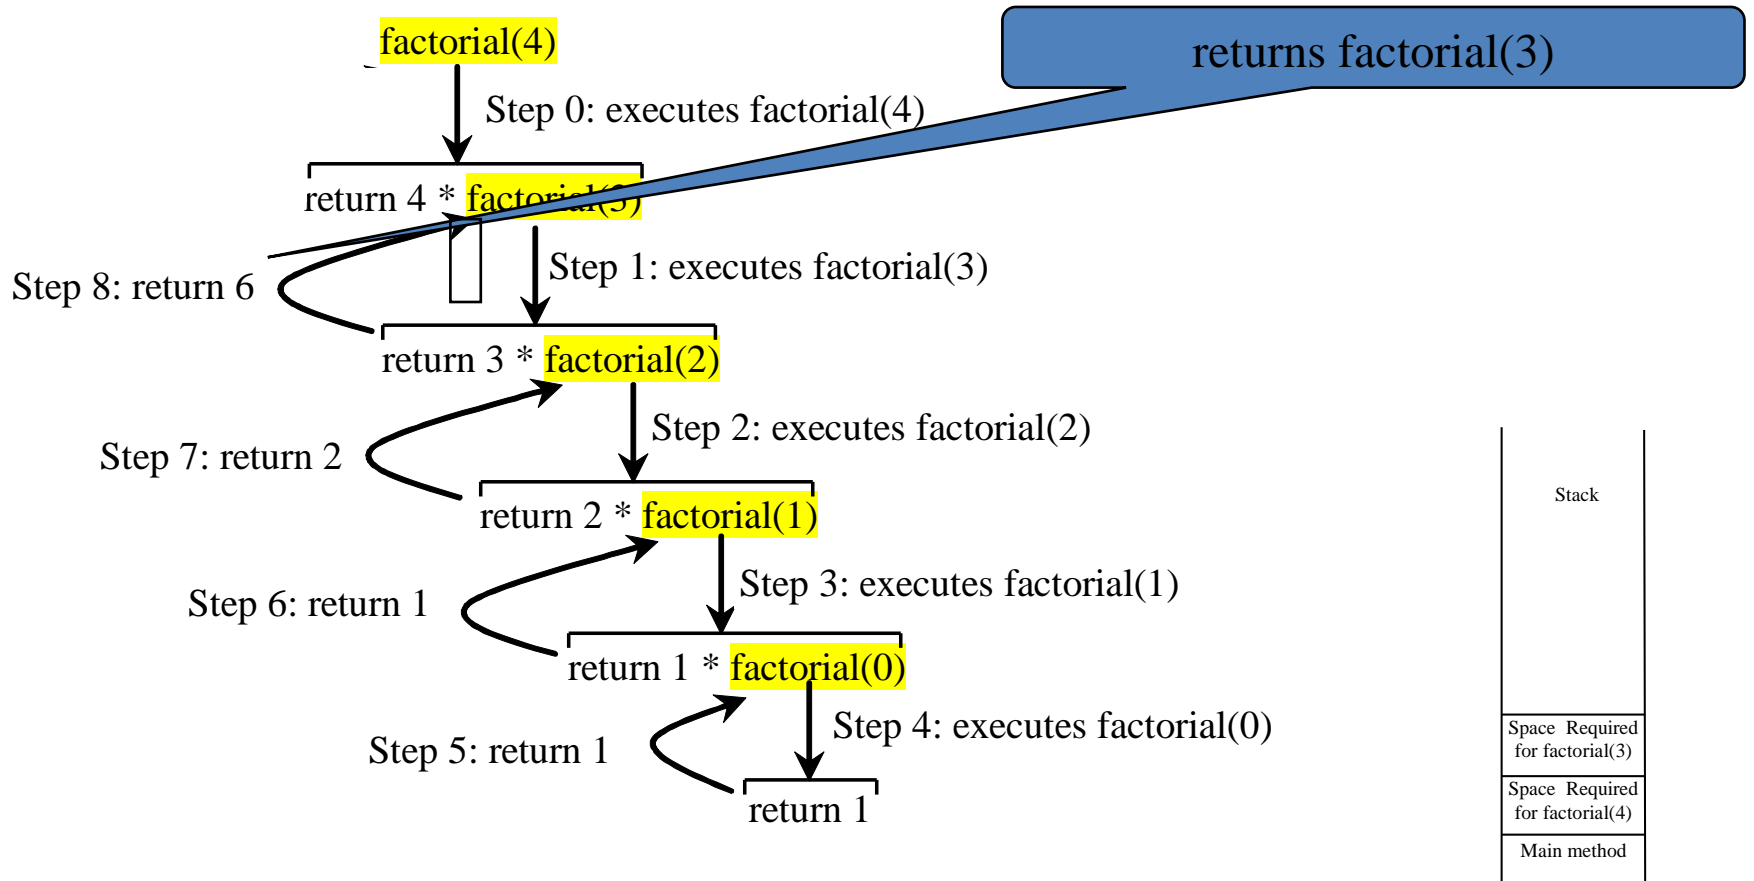 factorial(4)
returns factorial(3)
Step 0: executes factorial(4)
return 4 * factorial(3)
Step 1: executes factorial(3)
Step 8: return 6
return 3 * factorial(2)
Step 2: executes factorial(2)
Step 7: return 2
return 2 * factorial(1)
Step 3: executes factorial(1)
Step 6: return 1
return 1 * factorial(0)
Step 4: executes factorial(0)
Step 5: return 1
return 1
Stack
Space Required
for factorial(3)
Space Required
for factorial(4)
Main method